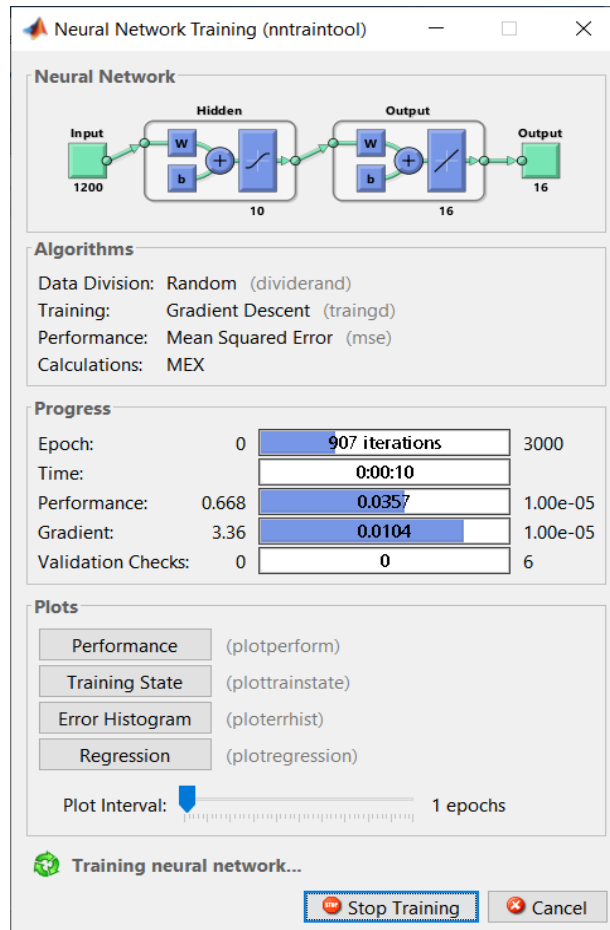 Neural Network Training (nntraintool)
Neural Network
Hidden
Output
Input
W
b
+
W
b
+
Output
1200
10
16
16
Algorithms
Data Division: Random (dividerand)
Training: Gradient Descent (traingd)
Performance: Mean Squared Error (mse)
Calculations: MEX
Progress
Epoch: 0 907 iterations 3000
Time: 0:00:10
Performance: 0.668 0.0357 1.00e-05
Gradient: 3.36 0.0104 1.00e-05
Validation Checks: 0 0 6
Plots
Performance (plotperform)
Training State (plottrainstate)
Error Histogram (ploterrhist)
Regression (plotregression)
Plot Interval: 1 epochs
Training neural network...
STOP Stop Training Cancel